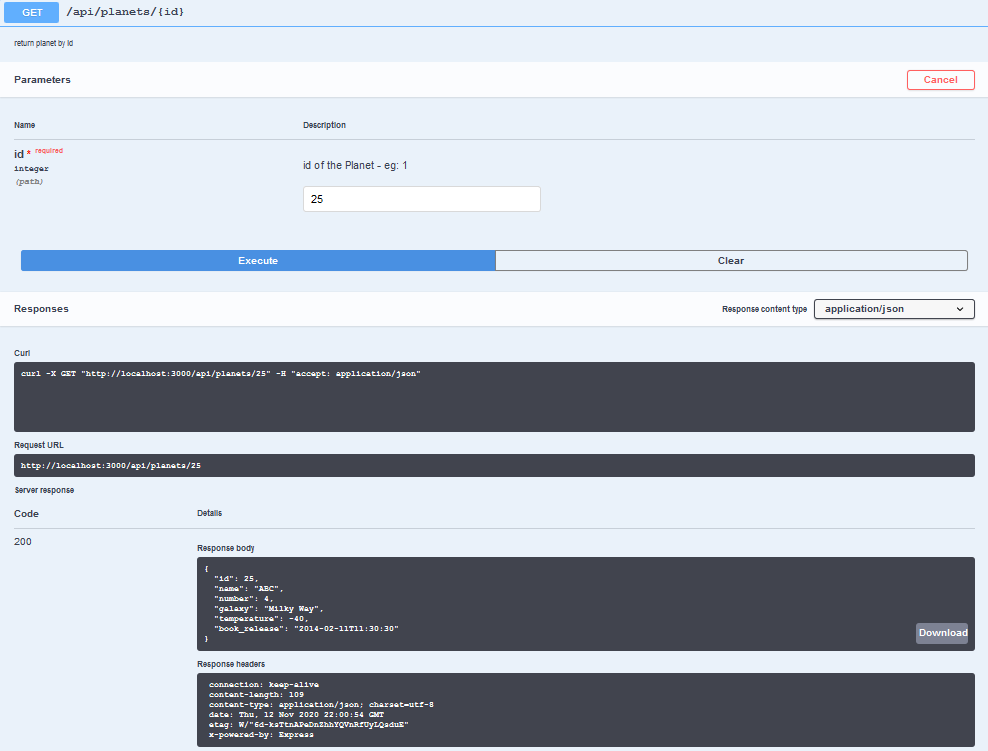 GET /api/planets/{id}
return planet by id
Parameters Cancel
Name Description
id * required
integer
(path)
id of the Planet - eg: 1
25
Execute Clear
Responses Response content type application/json
Curl
curl -X GET "http://localhost:3000/api/planets/25" -H "accept: application/json"
Request URL
http://localhost:3000/api/planets/25
Server response
Code Details
200
Response body
{
"id": 25,
"name": "ABC",
"number": 4,
"galaxy": "Milky Way",
"temperature": -40,
"book_release": "2014-02-11T11:30:30"
}
Download
Response headers
connection: keep-alive
content-length: 109
content-type: application/json; charset=utf-8
date: Thu, 12 Nov 2020 22:00:54 GMT
etag: W/"6d-ksTtnAPeDnZhhYQVnRfUyLQsduE"
x-powered-by: Express